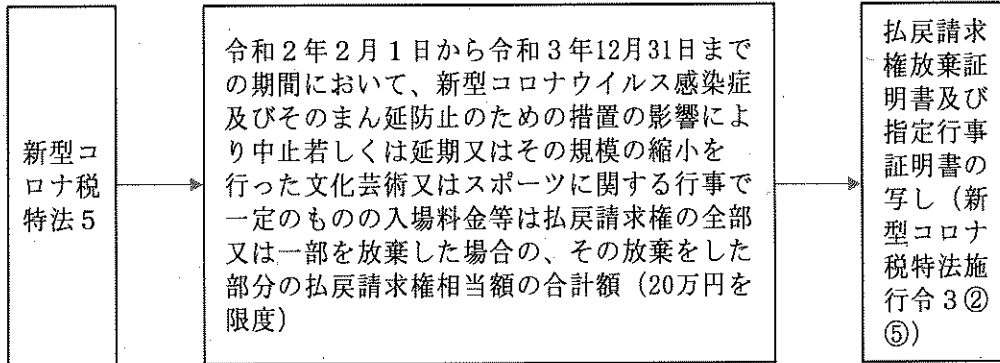 新型コ
ロナ税
特法5
令和2年2月1日から令和3年12月31日まで
の期間において、新型コロナウイルス感染症
及びそのまん延防止のための措置の影響によ
り中止若しくは延期又はその規模の縮小を
行った文化芸術又はスポーツに関する行事で
一定のものの入場料金等は払戻請求権の全部
又は一部を放棄した場合の、その放棄をした
部分の払戻請求権相当額の合計額（20万円を
限度）
払戻請求
権放棄証
明書及び
指定行事
証明書の
写し（新
型コロナ
税特法施
行令3②
⑤）